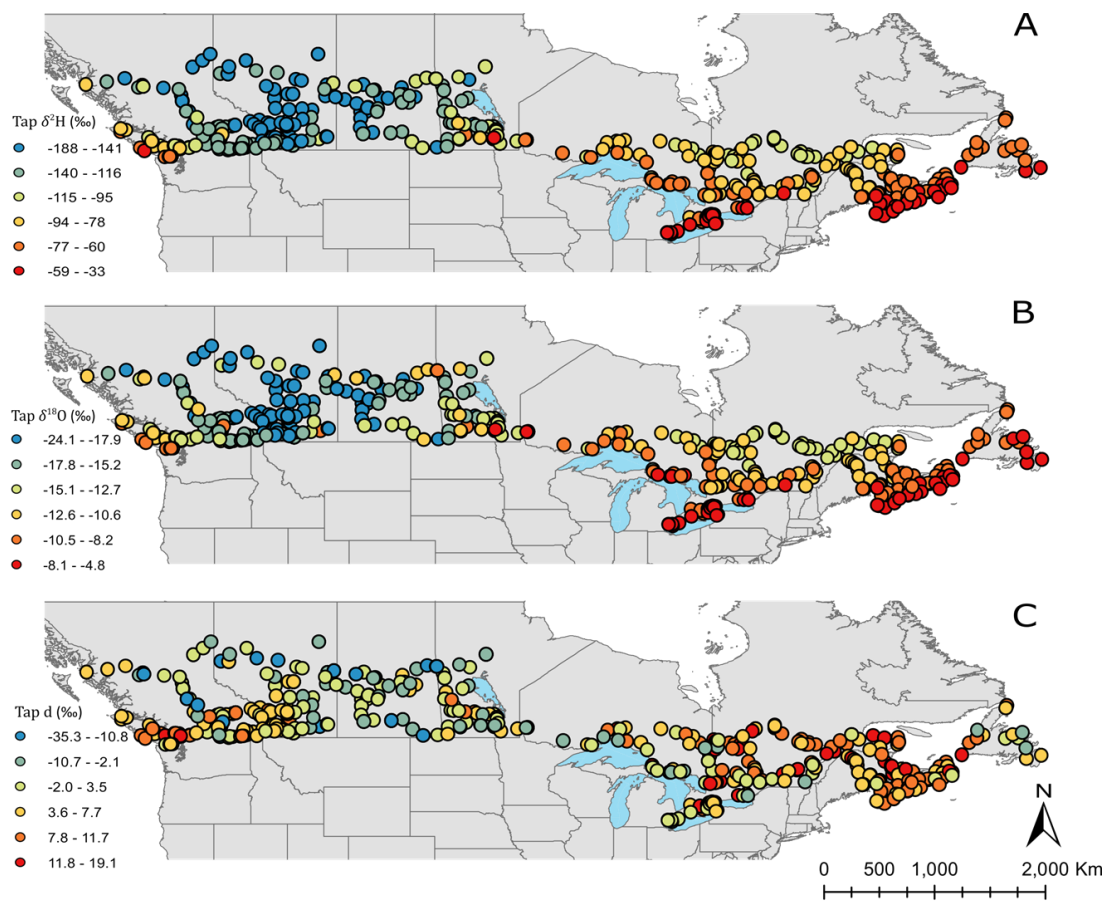 A
Tap δ²H (‰)
-188 - -141
-140 - -116
-115 - -95
-94 - -78
-77 - -60
-59 - -33
B
Tap δ¹⁸O (‰)
-24.1 - -17.9
-17.8 - -15.2
-15.1 - -12.7
-12.6 - -10.6
-10.5 - -8.2
-8.1 - -4.8
C
Tap d (‰)
-35.3 - -10.8
-10.7 - -2.1
-2.0 - 3.5
3.6 - 7.7
7.8 - 11.7
11.8 - 19.1
N
0 500 1,000 2,000 Km